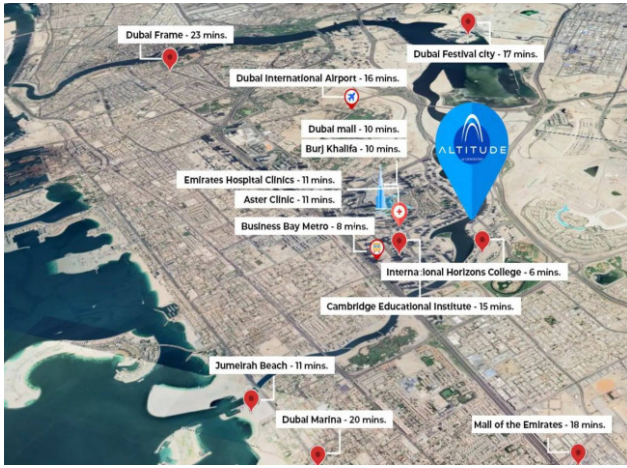 Dubai Frame - 23 mins.
Dubai Festival city - 17 mins.
Dubai International Airport - 16 mins.
Dubai mall - 10 mins.
Burj Khalifa - 10 mins.
ALTITUDE
Emirates Hospital Clinics - 11 mins.
Aster Clinic - 11 mins.
Business Bay Metro - 8 mins.
International Horizons College - 6 mins.
Cambridge Educational Institute - 15 mins.
Jumeirah Beach - 11 mins.
Dubai Marina - 20 mins.
Mall of the Emirates - 18 mins.